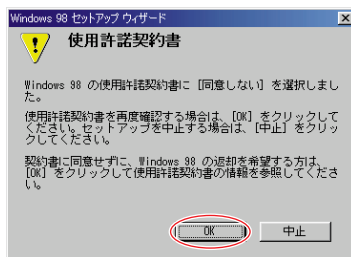 Windows 98 セットアップ ウィザード
使用許諾契約書
Windows 98 の使用許諾契約書に [同意しない] を選択しまし
た。
使用許諾契約書を再度確認する場合は、[OK] をクリックして
ください。セットアップを中止する場合は、[中止] をクリッ
クしてください。
契約書に同意せずに、Windows 98 の返却を希望する方は、
[OK] をクリックして使用許諾契約書の情報を参照してくださ
い。
OK
中止